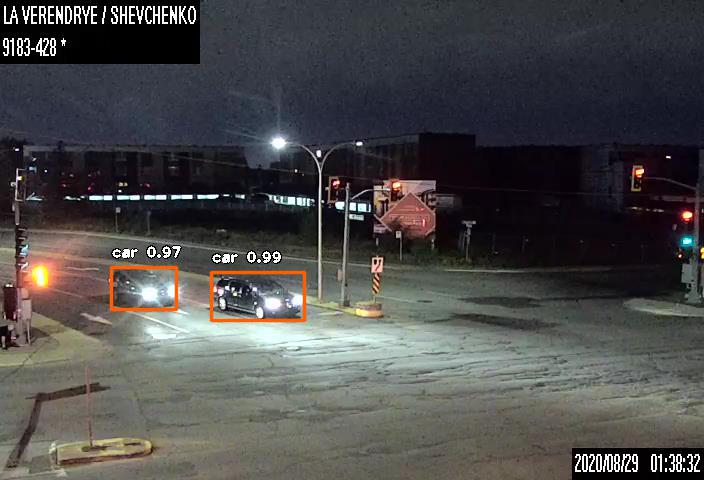 LA VERENDRYE / SHEVCHENKO
9183-428 *
car 0.97
car 0.99
2020/08/29 01:38:32